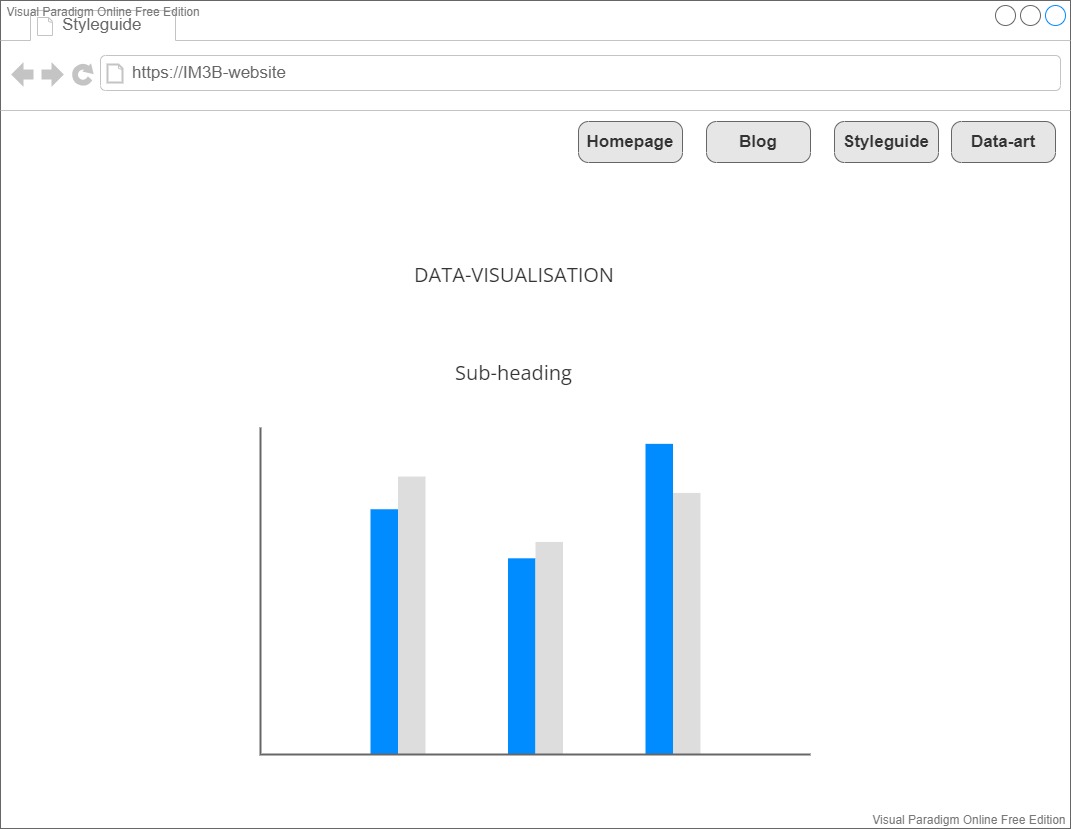 Visual Paradigm Online Free Edition
Styleguide
https://IM3B-website
Homepage Blog Styleguide Data-art
DATA-VISUALISATION
Sub-heading
Visual Paradigm Online Free Edition